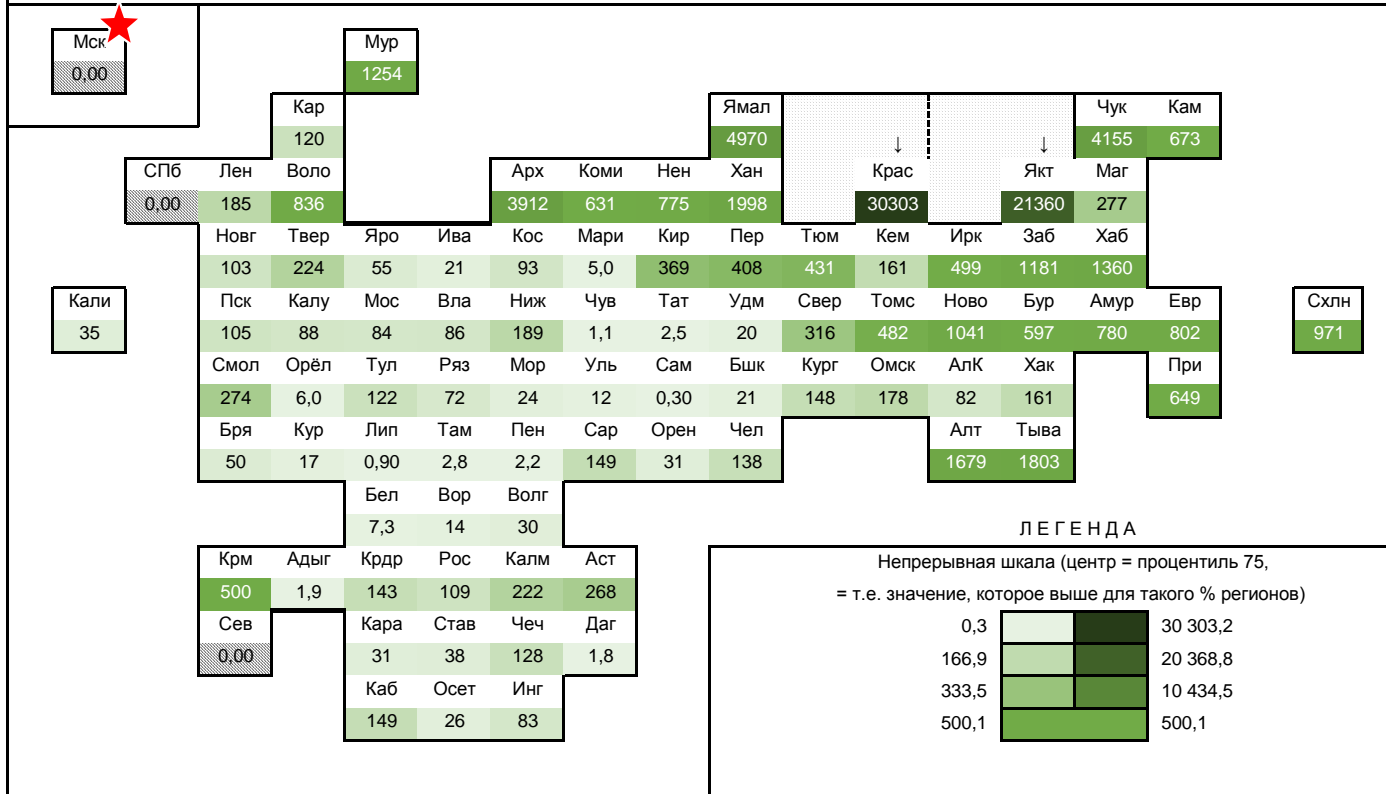 Мск Мур
0,00 1254
Кар Ямал Чук Кам
120 4970 ↓ ↓ 4155 673
СПб Лен Воло Арх Коми Нен Хан Крас Якт Маг
0,00 185 836 3912 631 775 1998 30303 21360 277
Новг Твер Яро Ива Кос Мари Кир Пер Тюм Кем Ирк Заб Хаб
103 224 55 21 93 5,0 369 408 431 161 499 1181 1360
Кали Пск Калу Мос Вла Ниж Чув Тат Удм Свер Томс Ново Бур Амур Евр Схлн
35 105 88 84 86 189 1,1 2,5 20 316 482 1041 597 780 802 971
Смол Орёл Тул Ряз Мор Уль Сам Бшк Кург Омск АлК Хак При
274 6,0 122 72 24 12 0,30 21 148 178 82 161 649
Бря Кур Лип Там Пен Сар Орен Чел Алт Тыва
50 17 0,90 2,8 2,2 149 31 138 1679 1803
Бел Вор Волг
7,3 14 30
ЛЕГЕНДА
Крм Адыг Крдр Рос Калм Аст
500 1,9 143 109 222 268
Сев Кара Став Чеч Даг
0,00 31 38 128 1,8
Каб Осет Инг
149 26 83
Непрерывная шкала (центр = процентиль 75,
= т.е. значение, которое выше для такого % регионов)
0,3 30 303,2
166,9 20 368,8
333,5 10 434,5
500,1 500,1